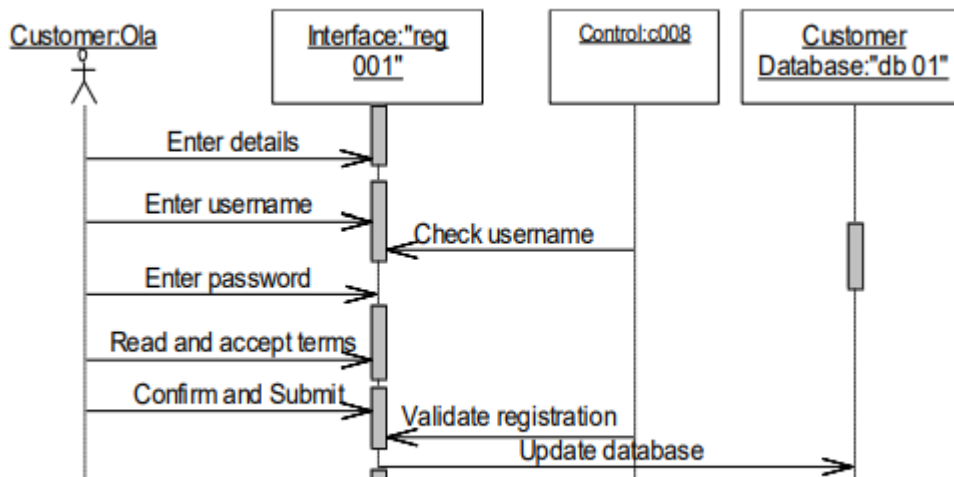 Customer:Ola
Interface:"reg
001"
Control:c008
Customer
Database:"db 01"
Enter details
Enter username
Check username
Enter password
Read and accept terms
Confirm and Submit
Validate registration
Update database